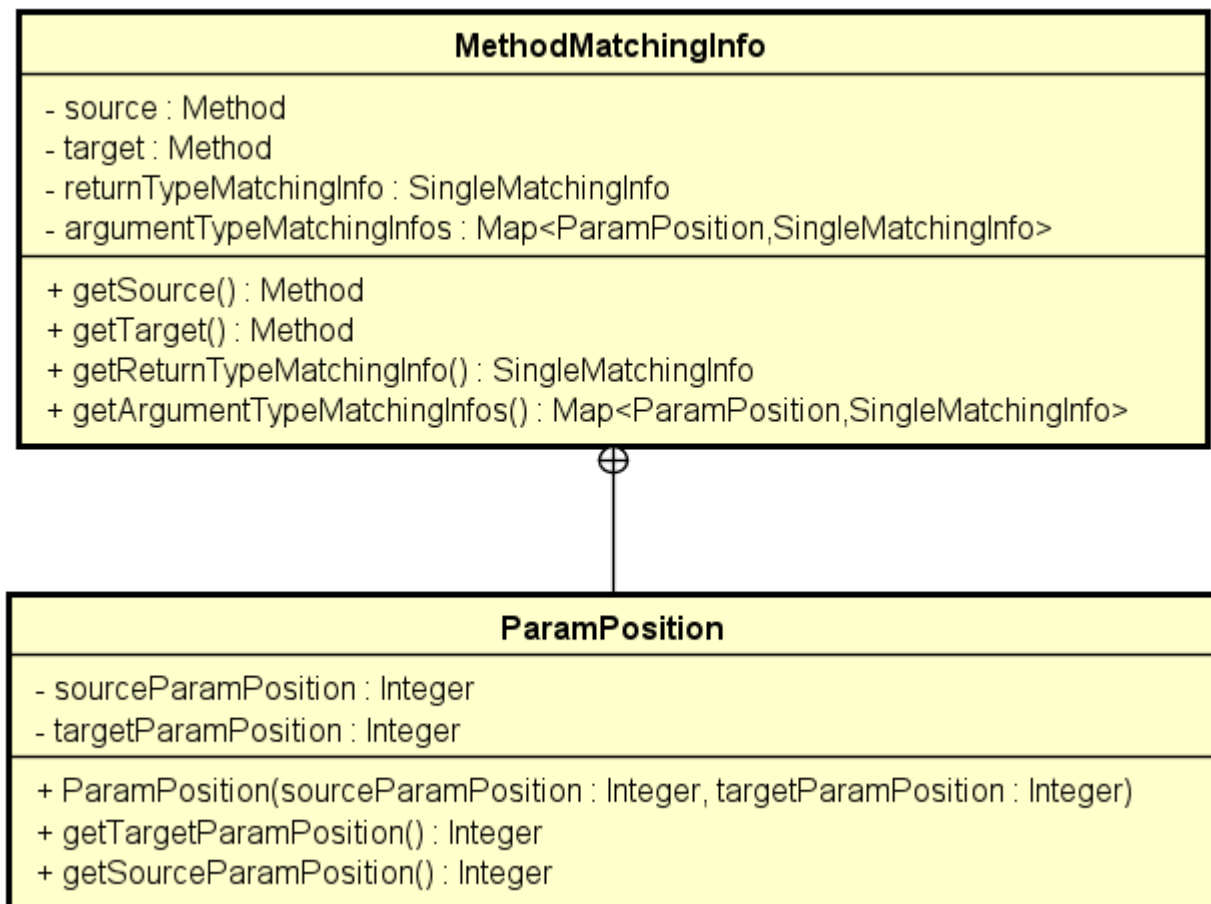 MethodMatchingInfo
- source : Method
- target : Method
- returnTypeMatchingInfo : SingleMatchingInfo
- argumentTypeMatchingInfos : Map<ParamPosition,SingleMatchingInfo>
+ getSource() : Method
+ getTarget() : Method
+ getReturnTypeMatchingInfo() : SingleMatchingInfo
+ getArgumentTypeMatchingInfos() : Map<ParamPosition,SingleMatchingInfo>
ParamPosition
- sourceParamPosition : Integer
- targetParamPosition : Integer
+ ParamPosition(sourceParamPosition : Integer, targetParamPosition : Integer)
+ getTargetParamPosition() : Integer
+ getSourceParamPosition() : Integer